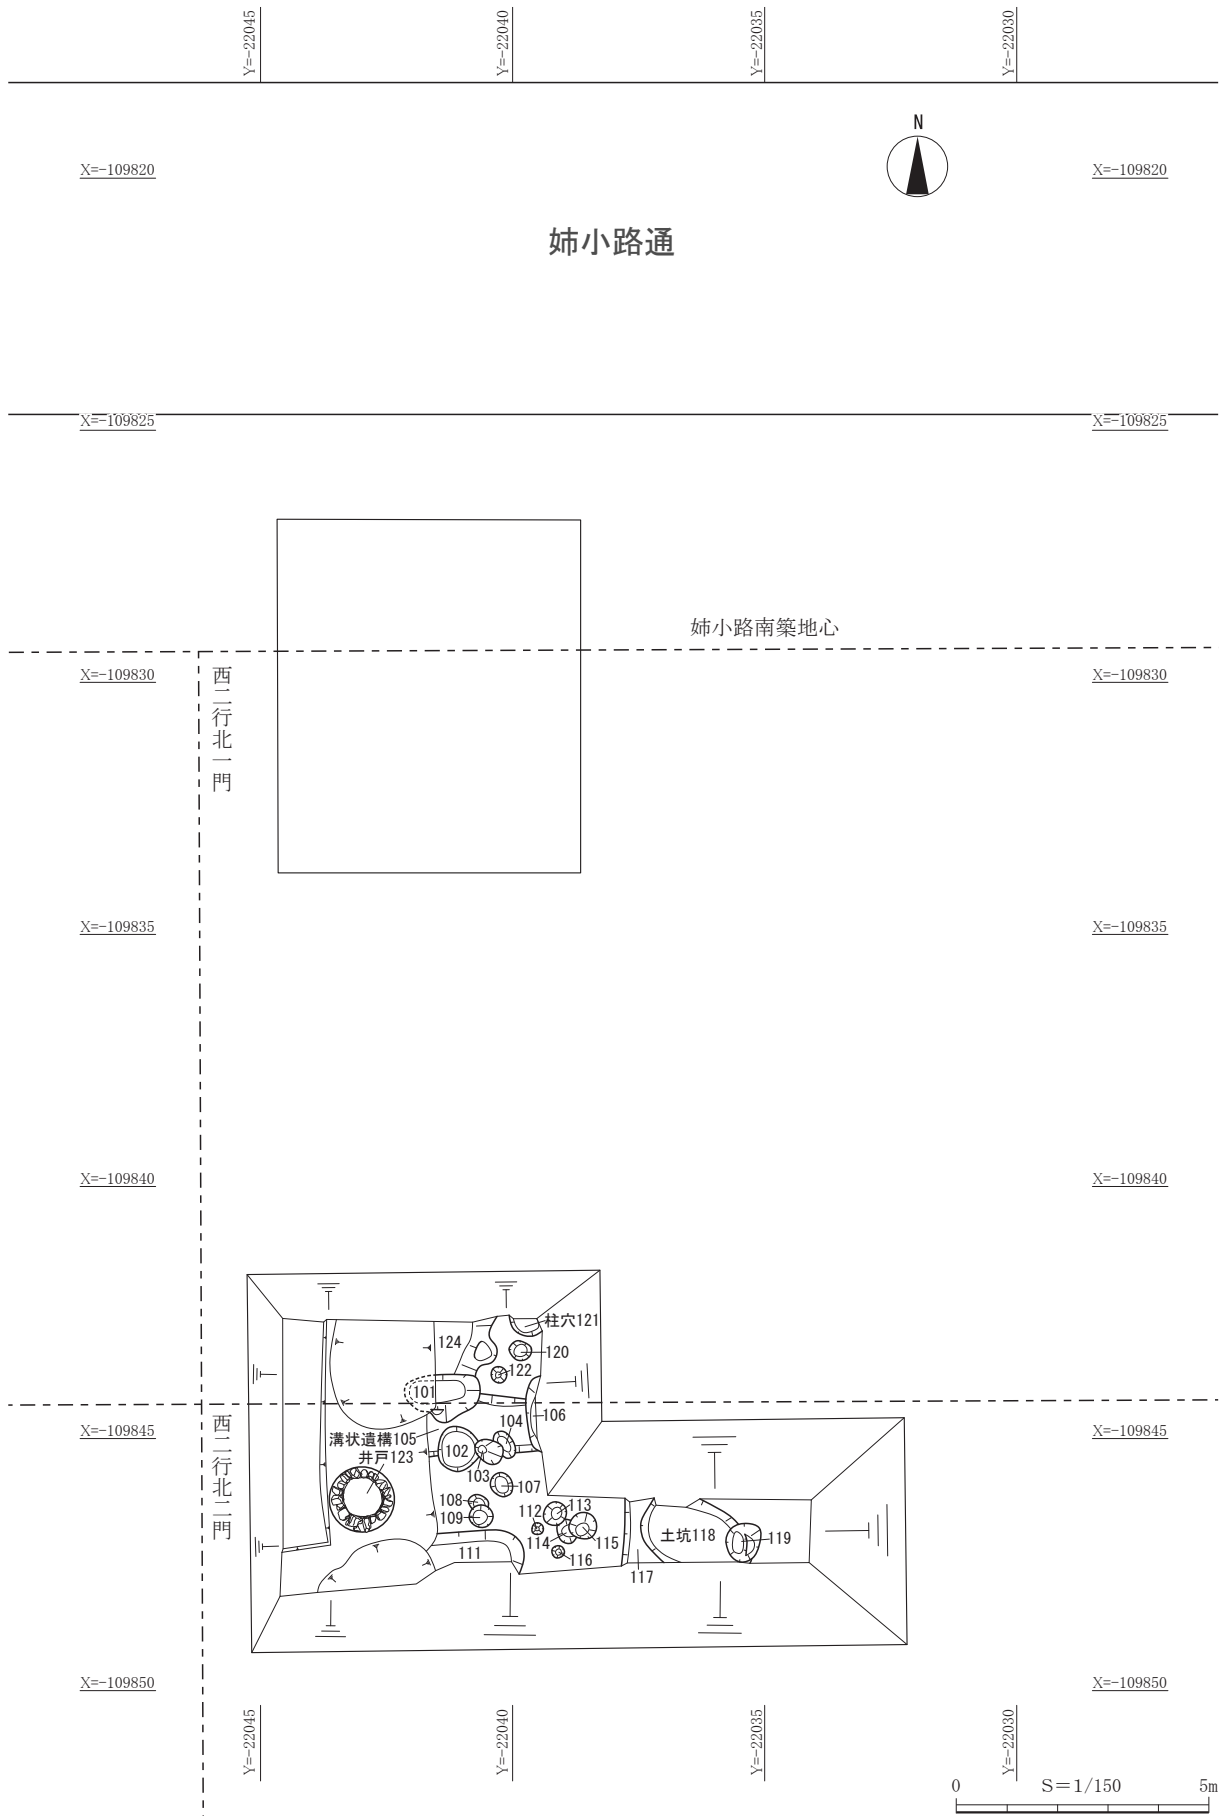 Y=-22045
Y=-22040
Y=-22035
Y=-22030
N
X=-109820
X=-109820
姉小路通
X=-109825
X=-109825
姉小路南築地心
X=-109830
X=-109830
西二行北一門
X=-109835
X=-109835
X=-109840
X=-109840
柱穴121
124
120
122
101
106
104
西二行北二門
X=-109845
X=-109845
溝状遺構105
102
井戸123
103
107
108
112
113
109
114
115
土坑118
119
111
116
117
X=-109850
X=-109850
Y=-22045
Y=-22040
Y=-22035
Y=-22030
0 S=1/150 5m